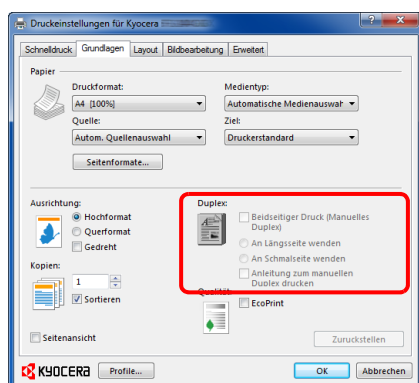 Druckeinstellungen für Kyocera
Schnelldruck Grundlagen Layout Bildbearbeitung Erweitert
Papier
Druckformat: Medientyp:
A4 [100%] Automatische Medienauswahl
Quelle: Ziel:
Autom. Quellenauswahl Druckerstandard
Seitenformate...
Ausrichtung: Duplex:
Hochformat Beidseitiger Druck (Manuelles
Querformat Duplex)
Gedreht An Längsseite wenden
An Schmalseite wenden
Kopien: Anleitung zum manuellen
Duplex drucken
1 Qualität:
Sortieren EcoPrint
Seitenansicht Zurückstellen
KYOCERA Profile... OK Abbrechen